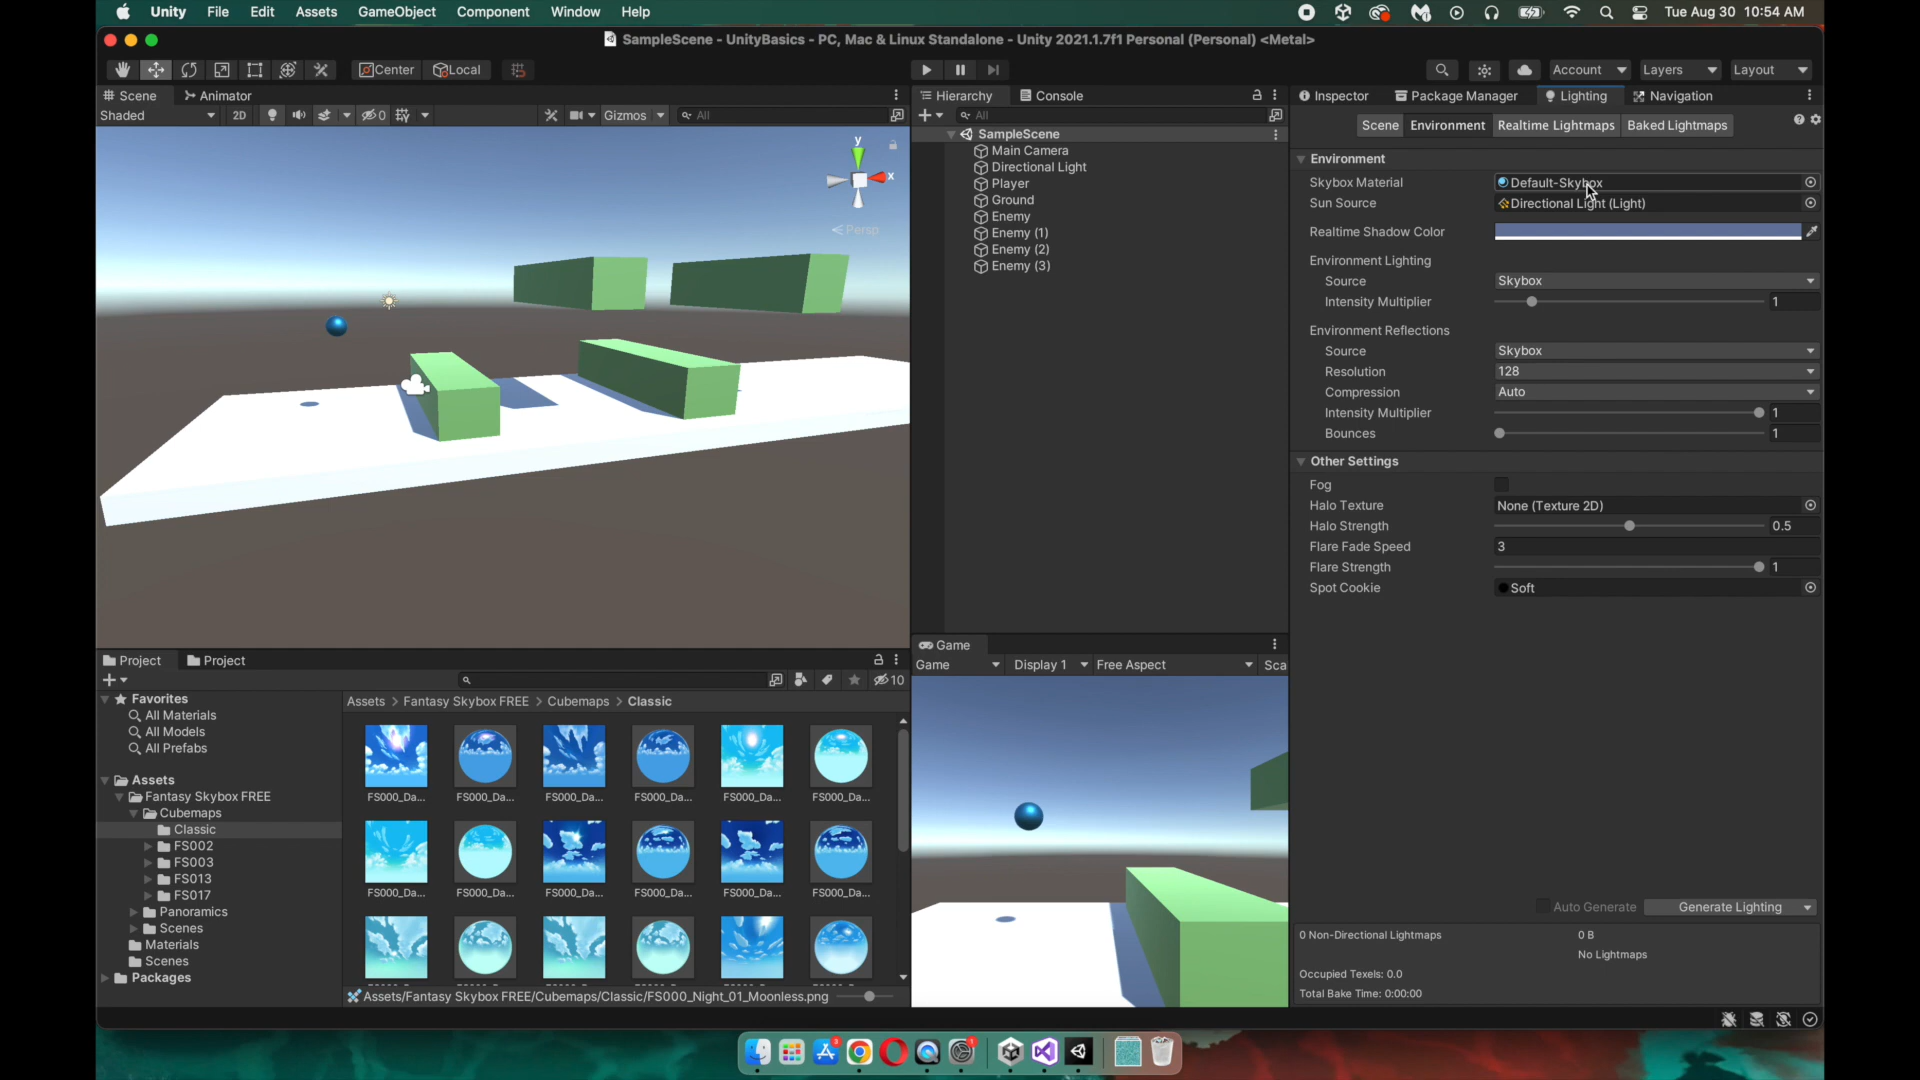 Unity File Edit Assets GameObject Component Window Help Tue Aug 30 10:54 AM
SampleScene - UnityBasics - PC, Mac & Linux Standalone - Unity 2021.1.7f1 Personal (Personal) <Metal>
Center Local Account Layers Layout
Scene Animator
Shaded 2D 0 Gizmos All
y
x
Persp
Hierarchy Console
All
SampleScene
Main Camera
Directional Light
Player
Ground
Enemy
Enemy (1)
Enemy (2)
Enemy (3)
Inspector Package Manager Lighting Navigation
Scene Environment Realtime Lightmaps Baked Lightmaps
Environment
Skybox Material Default-Skybox
Sun Source Directional Light (Light)
Realtime Shadow Color
Environment Lighting
Source Skybox
Intensity Multiplier 1
Environment Reflections
Source Skybox
Resolution 128
Compression Auto
Intensity Multiplier 1
Bounces 1
Other Settings
Fog
Halo Texture None (Texture 2D)
Halo Strength 0.5
Flare Fade Speed 3
Flare Strength 1
Spot Cookie Soft
Auto Generate Generate Lighting
0 Non-Directional Lightmaps 0 B
No Lightmaps
Occupied Texels: 0.0
Total Bake Time: 0:00:00
Game
Game Display 1 Free Aspect Sca
Project Project
10
Favorites
All Materials
All Models
All Prefabs
Assets
Fantasy Skybox FREE
Cubemaps
Classic
FS002
FS003
FS013
FS017
Panoramics
Scenes
Materials
Scenes
Packages
Assets > Fantasy Skybox FREE > Cubemaps > Classic
FS000_Da... FS000_Da... FS000_Da... FS000_Da... FS000_Da... FS000_Da...
FS000_Da... FS000_Da... FS000_Da... FS000_Da... FS000_Da... FS000_Da...
Assets/Fantasy Skybox FREE/Cubemaps/Classic/FS000_Night_01_Moonless.png
3 1